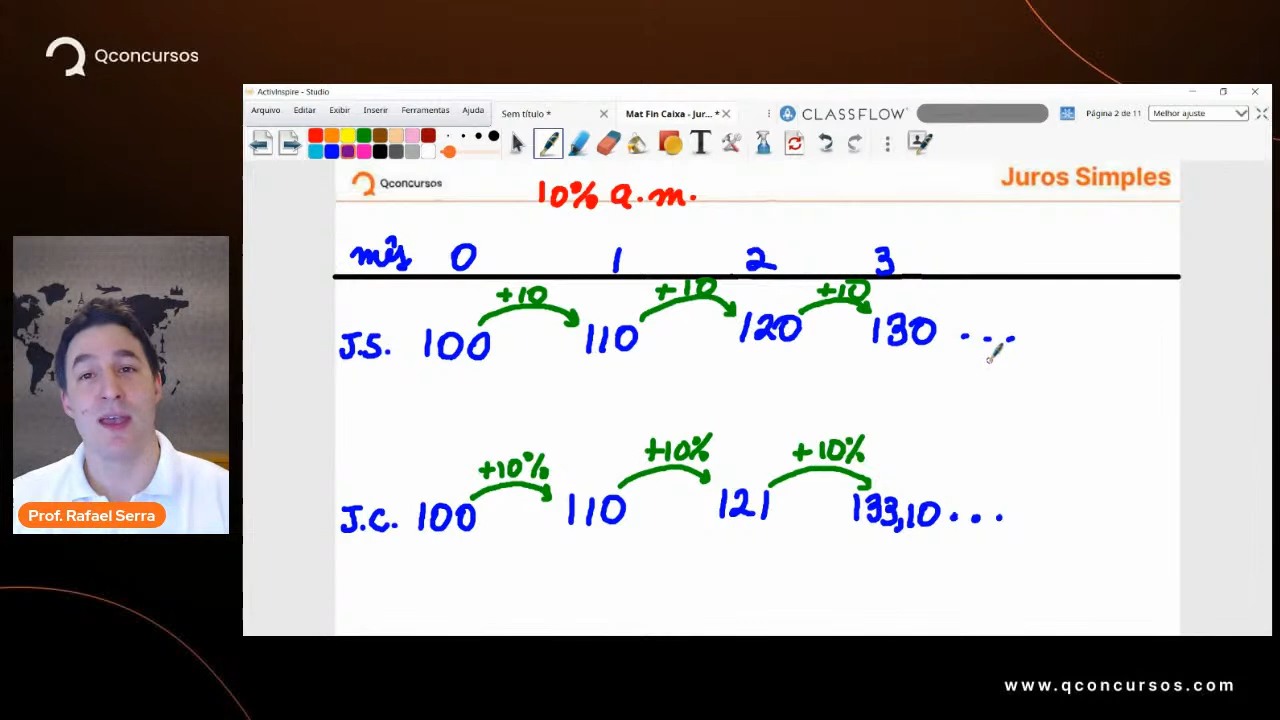 Qconcursos
ActivInspire - Studio
Arquivo Editar Exibir Inserir Ferramentas Ajuda
Sem título *
Mat Fin Caixa - Jur... *
CLASSFLOW
Página 2 de 11
Melhor ajuste
Qconcursos
10% a.m.
Juros Simples
mês 0 1 2 3
+10 +10 +10
J.S. 100 110 120 130 ...
+10% +10% +10%
J.C. 100 110 121 133,10 ...
Prof. Rafael Serra
www.qconcursos.com